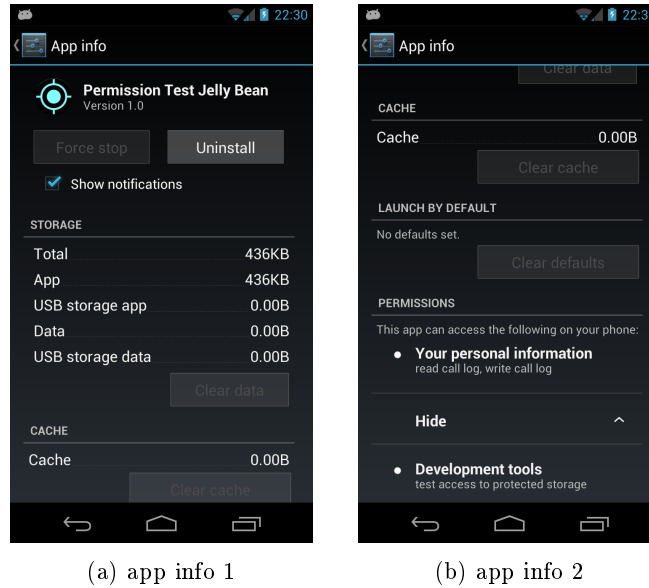 22:30
App info
Permission Test Jelly Bean
Version 1.0
Force stop
Uninstall
Show notifications
STORAGE
Total 436KB
App 436KB
USB storage app 0.00B
Data 0.00B
USB storage data 0.00B
Clear data
CACHE
Cache 0.00B
Clear cache
(a) app info 1
22:3
App info
Clear data
CACHE
Cache 0.00B
Clear cache
LAUNCH BY DEFAULT
No defaults set.
Clear defaults
PERMISSIONS
This app can access the following on your phone:
Your personal information
read call log, write call log
Hide
Development tools
test access to protected storage
(b) app info 2